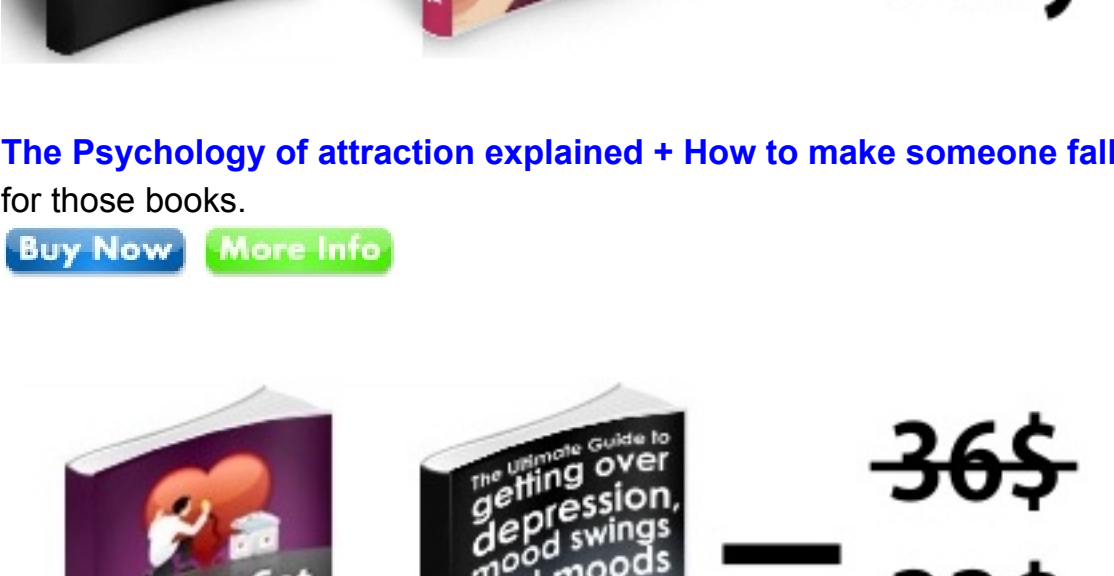 The Psychology of attraction explained + How to make someone fall
for those books.
Buy Now More Info
The Ultimate Guide to
getting over
depression,
mood swings
moods
36$